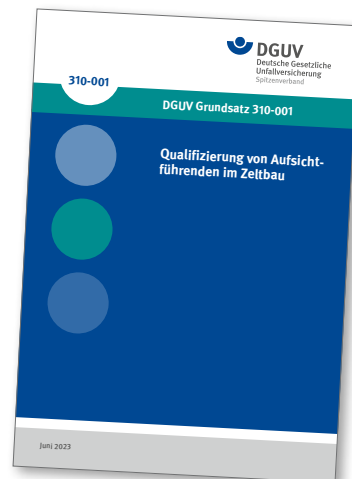 DGUV
Deutsche Gesetzliche
Unfallversicherung
Spitzenverband
310-001
DGUV Grundsatz 310-001
Qualifizierung von Aufsicht-
führenden im Zeltbau
Juni 2023